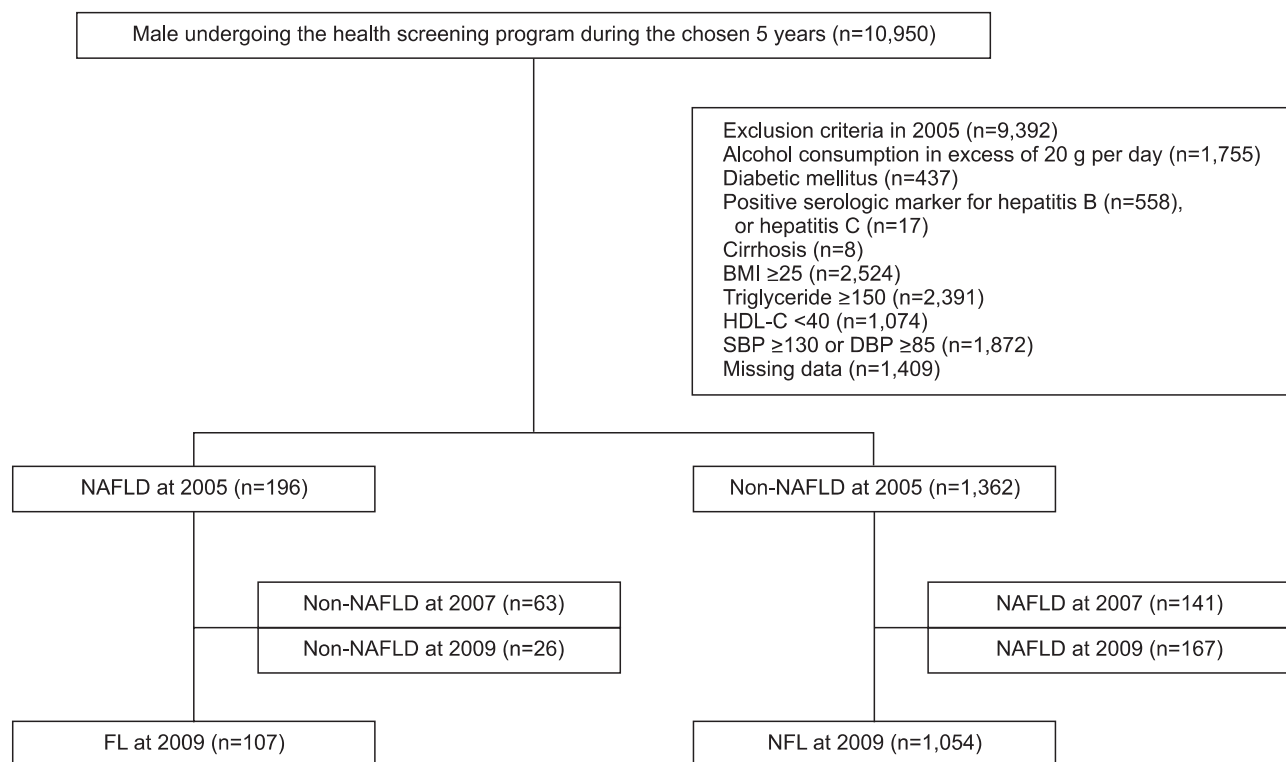 Male undergoing the health screening program during the chosen 5 years (n=10,950)
Exclusion criteria in 2005 (n=9,392)
Alcohol consumption in excess of 20 g per day (n=1,755)
Diabetic mellitus (n=437)
Positive serologic marker for hepatitis B (n=558),
or hepatitis C (n=17)
Cirrhosis (n=8)
BMI ≥25 (n=2,524)
Triglyceride ≥150 (n=2,391)
HDL-C <40 (n=1,074)
SBP ≥130 or DBP ≥85 (n=1,872)
Missing data (n=1,409)
NAFLD at 2005 (n=196)
Non-NAFLD at 2005 (n=1,362)
Non-NAFLD at 2007 (n=63)
Non-NAFLD at 2009 (n=26)
NAFLD at 2007 (n=141)
NAFLD at 2009 (n=167)
FL at 2009 (n=107)
NFL at 2009 (n=1,054)